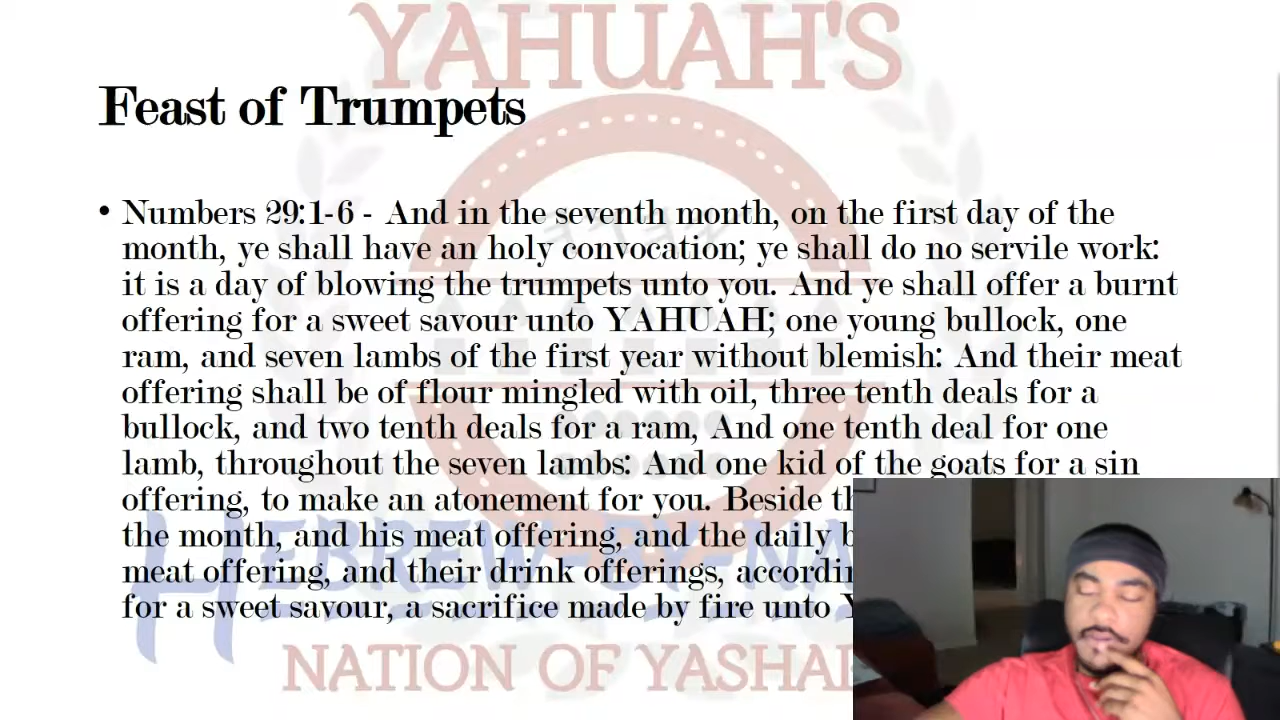 YAHUAH'S
Feast of Trumpets
• Numbers 29:1-6 - And in the seventh month, on the first day of the
month, ye shall have an holy convocation; ye shall do no servile work:
it is a day of blowing the trumpets unto you. And ye shall offer a burnt
offering for a sweet savour unto YAHUAH; one young bullock, one
ram, and seven lambs of the first year without blemish: And their meat
offering shall be of flour mingled with oil, three tenth deals for a
bullock, and two tenth deals for a ram, And one tenth deal for one
lamb, throughout the seven lambs: And one kid of the goats for a sin
offering, to make an atonement for you. Beside
the month, and his meat offering, and the daily
meat offering, and their drink offerings,
for a sweet savour, a sacrifice made by fire unto
HEBREW-BY-NA
NATION OF